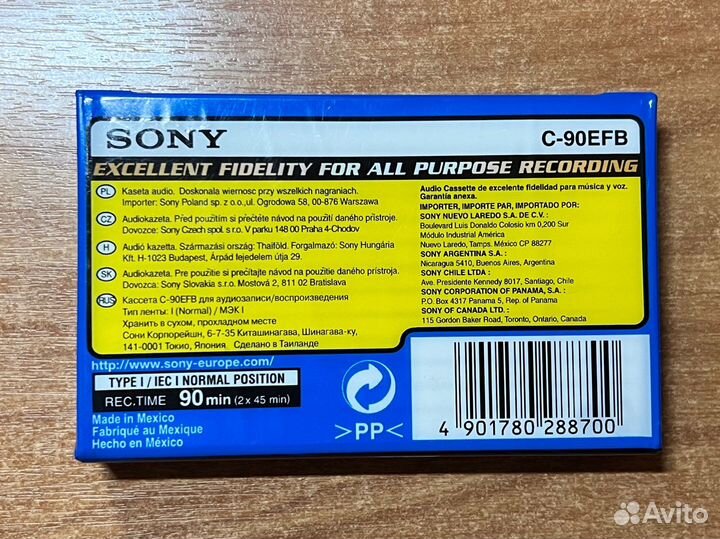 SONY
C-90EFB
EXCELLENT FIDELITY FOR ALL PURPOSE RECORDING
PL Kaseta audio. Doskonala wiernosc przy wszelkich nagraniach.
Importer: Sony Poland sp. z o.o.,ul. Ogrodowa 58, 00-876 Warszawa
CZ Audiokazeta. Před použitím si přečtěte návod na použití daného přístroje.
Dovozce: Sony Czech spol. s r.o. V parku 148 00 Praha 4-Chodov
H Audio kazetta. Származási ország: Thaiföld. Forgalmazó: Sony Hungária
Kft. H-1023 Budapest, Árpád fejedelem útja 29.
SK Audiokazeta. Pre použitie si prečítajte návod na použitie daného prístroja.
Dovozca: Sony Slovakia s.r.o. Mostová 2, 811 02 Bratislava
RUS Кассета C-90EFB для аудиозаписи/воспроизведения
Тип ленты: I (Normal) / МЭК I
Хранить в сухом, прохладном месте
Сони Корпорейшн, 6-7-35 Киташинагава, Шинагава-ку,
141-0001 Токио, Япония. Сделано в Таиланде
Audio Cassette de excelente fidelidad para música y voz.
Garantía anexa.
IMPORTER, IMPORTE PAR, IMPORTADO POR:
SONY NUEVO LAREDO S.A. DE C.V. :
Boulevard Luis Donaldo Colosio km 0,200 Sur
Módulo Industrial América
Nuevo Laredo, Tamps. México CP 88277
SONY ARGENTINA S.A. :
Nicaragua 5410, Buenos Aires, Argentina
SONY CHILE LTDA :
Ave. Presidente Kennedy 8017, Santiago, Chile
SONY CORPORATION OF PANAMA, S.A. :
P.O. Box 4317 Panama 5, Rep. of Panama
SONY OF CANADA LTD. :
115 Gordon Baker Road, Toronto, Ontario, Canada
http://www.sony-europe.com/
TYPE I / IEC I NORMAL POSITION
REC.TIME 90 min (2 x 45 min)
Made in Mexico
Fabriqué au Mexique
Hecho en México
>PP<
4 901780 288700
Avito